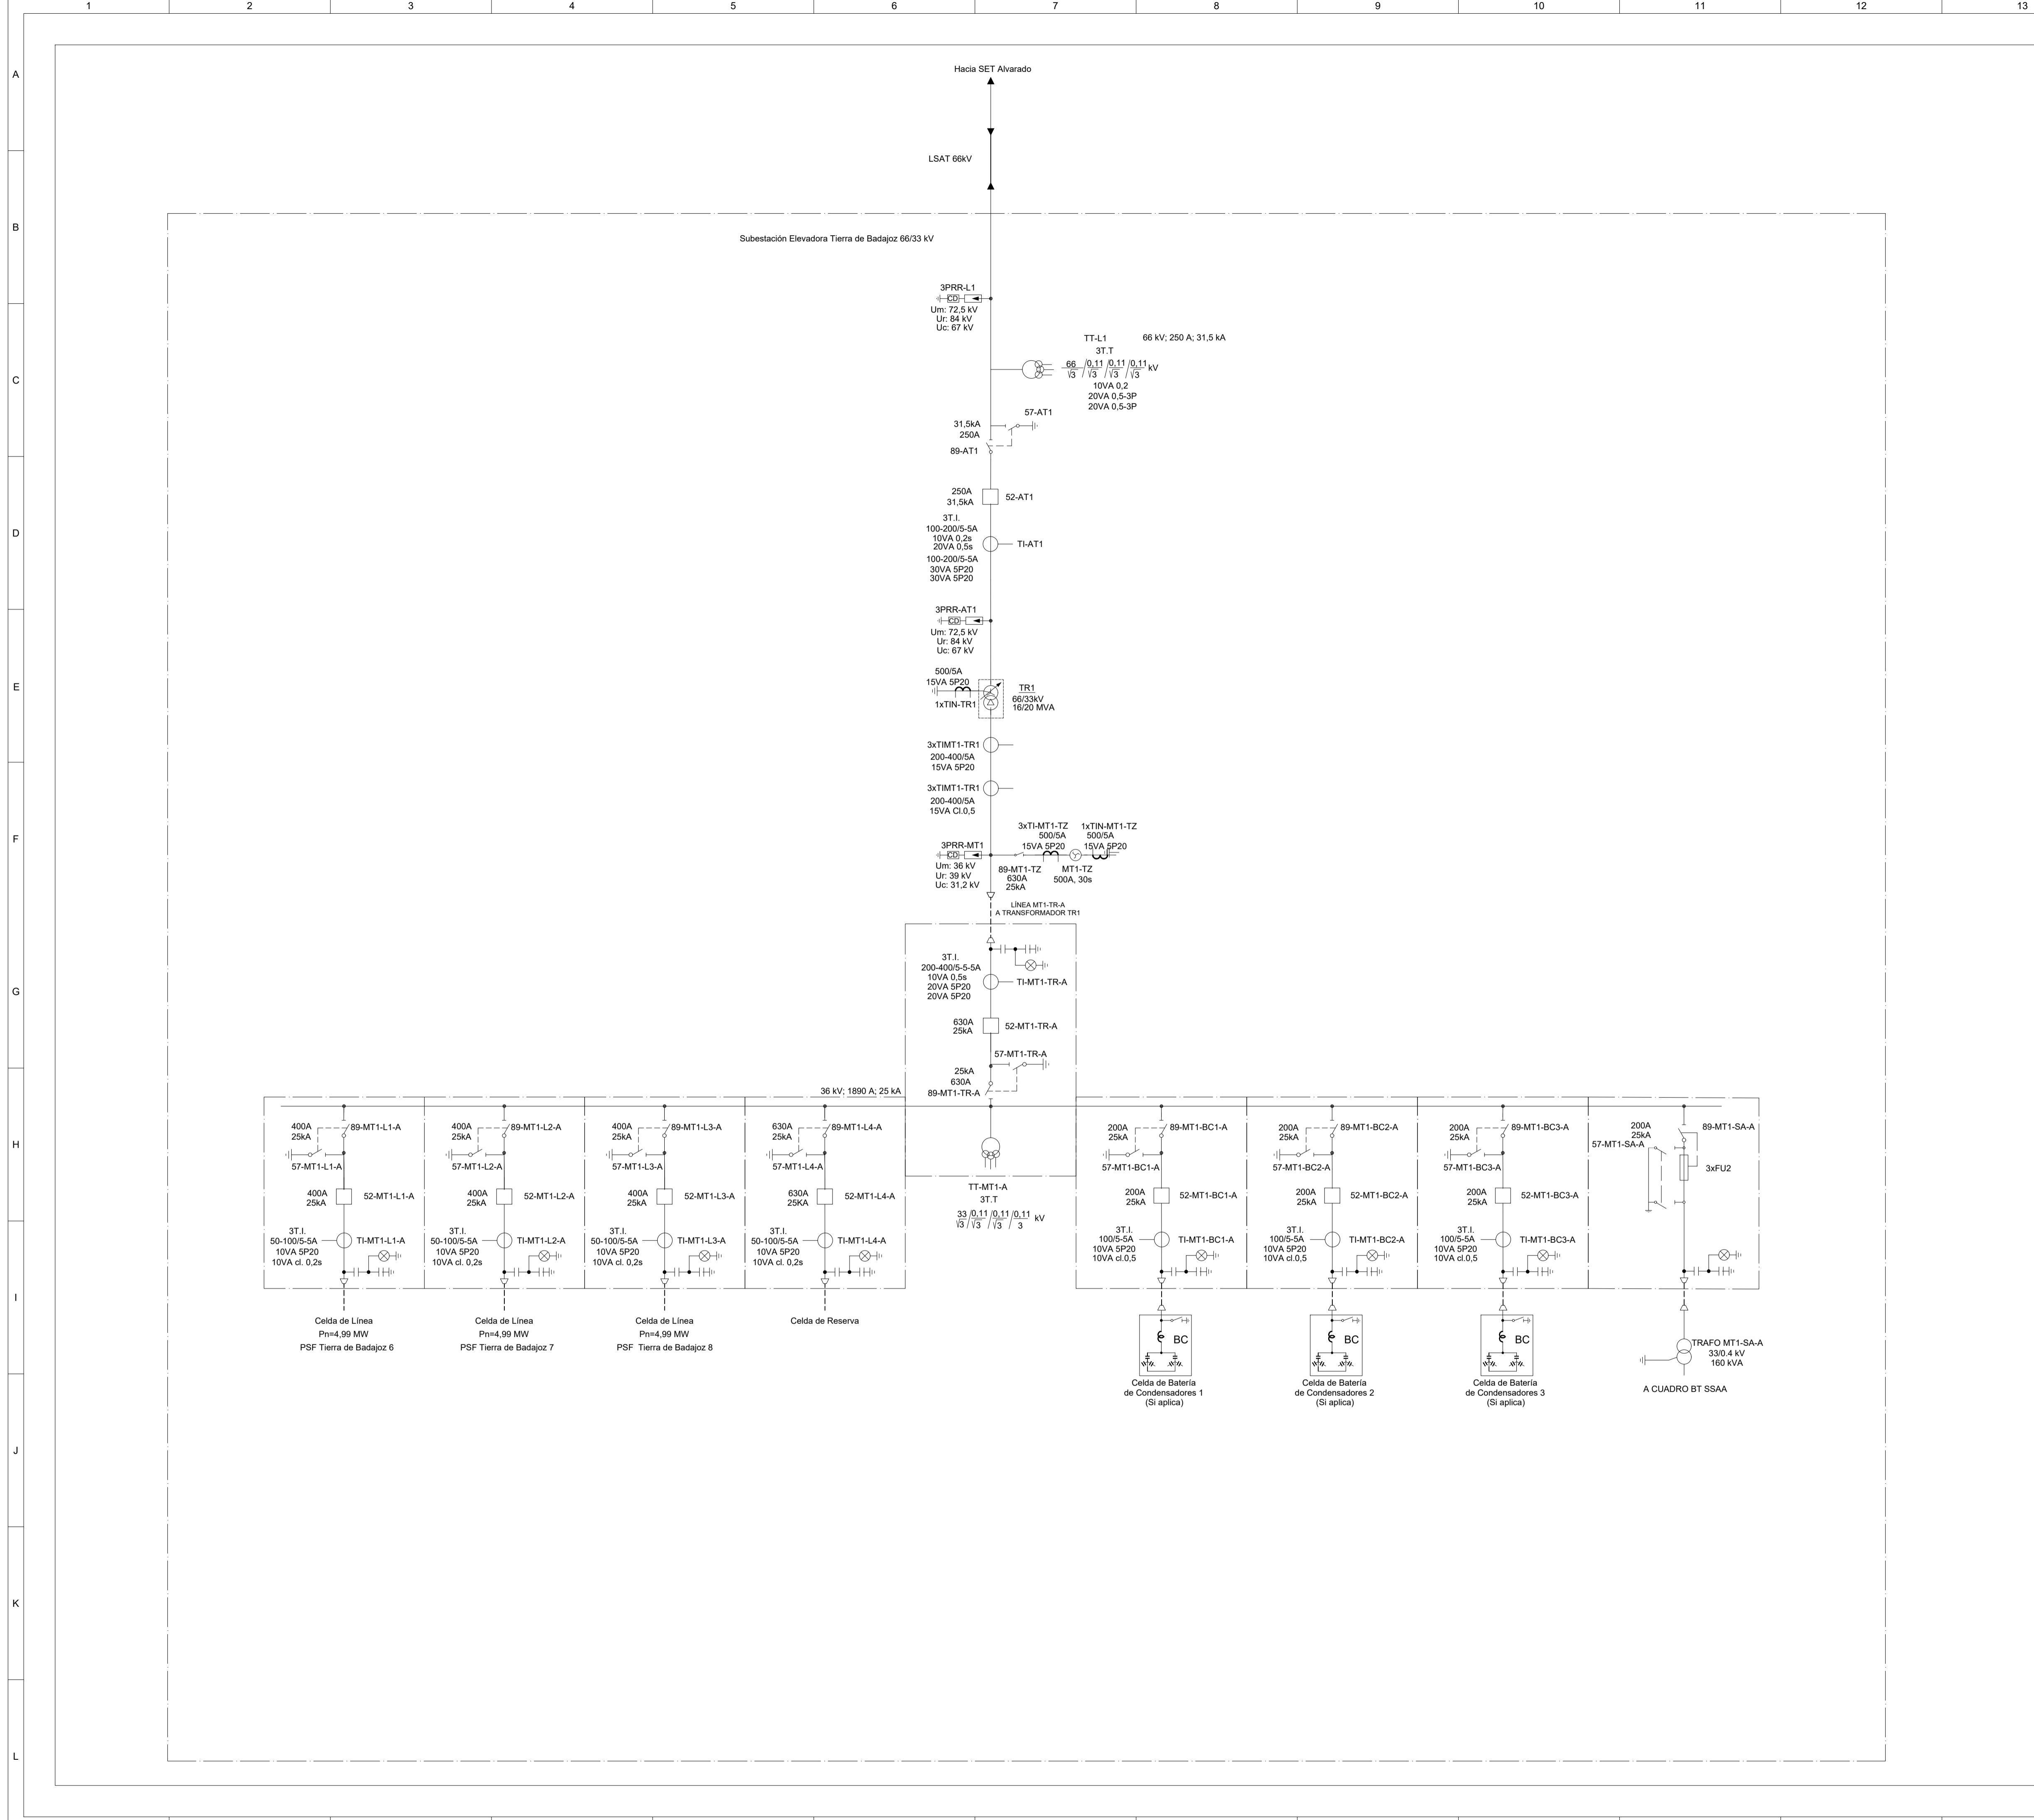 1 2 3 4 5 6 7 8 9 10 11 12 13
A
B
C
D
E
F
G
H
I
J
K
L
Hacia SET Alvarado
LSAT 66kV
Subestación Elevadora Tierra de Badajoz 66/33 kV
3PRR-L1
CD
Um: 72,5 kV
Ur: 84 kV
Uc: 67 kV
TT-L1
66 kV; 250 A; 31,5 kA
3T.T
66/√3 / 0,11/√3 / 0,11/√3 / 0,11/√3 kV
10VA 0,2
20VA 0,5-3P
20VA 0,5-3P
57-AT1
31,5kA
250A
89-AT1
250A
31,5kA
52-AT1
3T.I.
100-200/5-5A
10VA 0,2s
20VA 0,5s
TI-AT1
100-200/5-5A
30VA 5P20
30VA 5P20
3PRR-AT1
CD
Um: 72,5 kV
Ur: 84 kV
Uc: 67 kV
500/5A
15VA 5P20
1xTIN-TR1
TR1
66/33kV
16/20 MVA
3xTIMT1-TR1
200-400/5A
15VA 5P20
3xTIMT1-TR1
200-400/5A
15VA Cl.0,5
3xTI-MT1-TZ
500/5A
15VA 5P20
1xTIN-MT1-TZ
500/5A
15VA 5P20
3PRR-MT1
CD
Um: 36 kV
Ur: 39 kV
Uc: 31,2 kV
89-MT1-TZ
630A
25kA
MT1-TZ
500A, 30s
LÍNEA MT1-TR-A
A TRANSFORMADOR TR1
3T.I.
200-400/5-5-5A
10VA 0,5s
20VA 5P20
20VA 5P20
TI-MT1-TR-A
630A
25kA
52-MT1-TR-A
57-MT1-TR-A
25kA
630A
89-MT1-TR-A
36 kV; 1890 A; 25 kA
400A
25kA
89-MT1-L1-A
57-MT1-L1-A
400A
25kA
52-MT1-L1-A
3T.I.
50-100/5-5A
10VA 5P20
10VA cl. 0,2s
TI-MT1-L1-A
Celda de Línea
Pn=4,99 MW
PSF Tierra de Badajoz 6
400A
25kA
89-MT1-L2-A
57-MT1-L2-A
400A
25kA
52-MT1-L2-A
3T.I.
50-100/5-5A
10VA 5P20
10VA cl. 0,2s
TI-MT1-L2-A
Celda de Línea
Pn=4,99 MW
PSF Tierra de Badajoz 7
400A
25kA
89-MT1-L3-A
57-MT1-L3-A
400A
25kA
52-MT1-L3-A
3T.I.
50-100/5-5A
10VA 5P20
10VA cl. 0,2s
TI-MT1-L3-A
Celda de Línea
Pn=4,99 MW
PSF Tierra de Badajoz 8
630A
25kA
89-MT1-L4-A
57-MT1-L4-A
630A
25KA
52-MT1-L4-A
3T.I.
50-100/5-5A
10VA 5P20
10VA cl. 0,2s
TI-MT1-L4-A
Celda de Reserva
TT-MT1-A
3T.T
33/√3 / 0,11/√3 / 0,11/√3 / 0,11/3 kV
200A
25kA
89-MT1-BC1-A
57-MT1-BC1-A
200A
25kA
52-MT1-BC1-A
3T.I.
100/5-5A
10VA 5P20
10VA cl.0,5
TI-MT1-BC1-A
BC
Celda de Batería
de Condensadores 1
(Si aplica)
200A
25kA
89-MT1-BC2-A
57-MT1-BC2-A
200A
25kA
52-MT1-BC2-A
3T.I.
100/5-5A
10VA 5P20
10VA cl.0,5
TI-MT1-BC2-A
BC
Celda de Batería
de Condensadores 2
(Si aplica)
200A
25kA
89-MT1-BC3-A
57-MT1-BC3-A
200A
25kA
52-MT1-BC3-A
3T.I.
100/5-5A
10VA 5P20
10VA cl.0,5
TI-MT1-BC3-A
BC
Celda de Batería
de Condensadores 3
(Si aplica)
200A
25kA
89-MT1-SA-A
57-MT1-SA-A
3xFU2
TRAFO MT1-SA-A
33/0.4 kV
160 kVA
A CUADRO BT SSAA